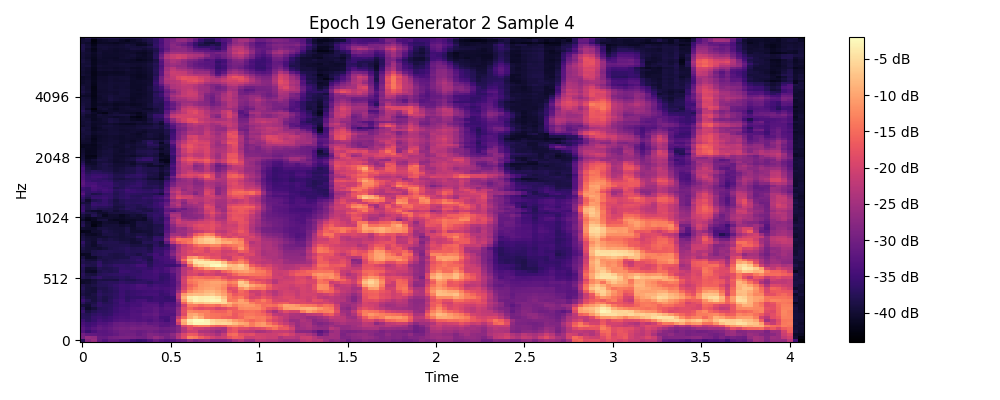 Epoch 19 Generator 2 Sample 4
Hz
4096
2048
1024
512
0
0 0.5 1 1.5 2 2.5 3 3.5 4
Time
-5 dB
-10 dB
-15 dB
-20 dB
-25 dB
-30 dB
-35 dB
-40 dB